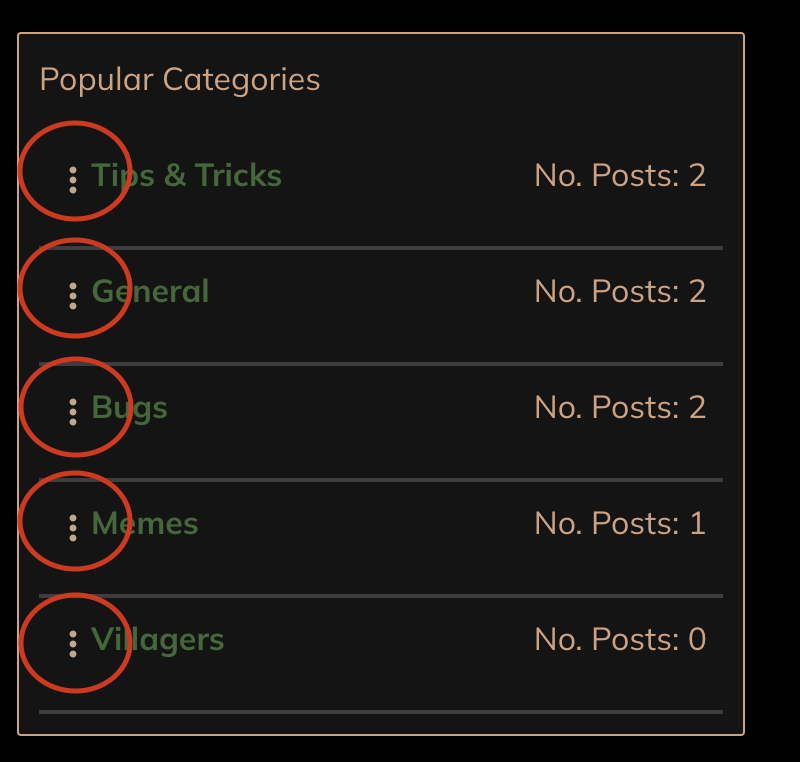 Popular Categories
Tips & Tricks No. Posts: 2
General No. Posts: 2
Bugs No. Posts: 2
Memes No. Posts: 1
Villagers No. Posts: 0